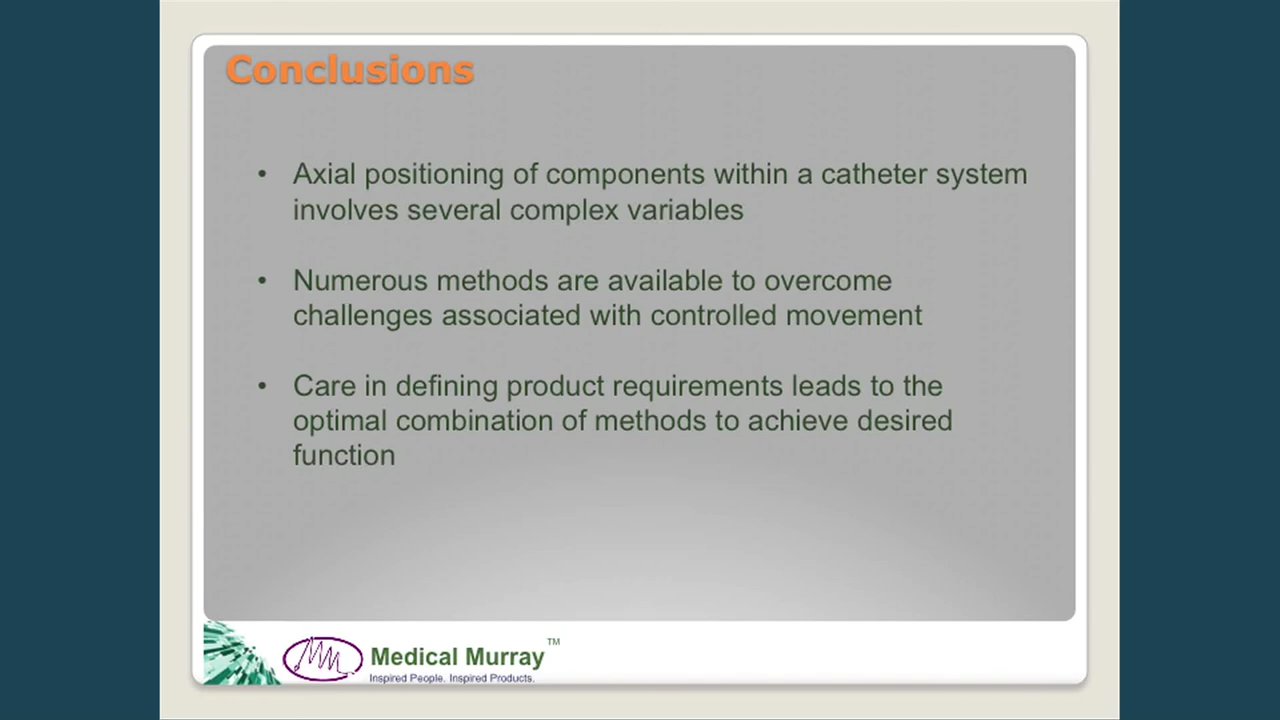 Conclusions
• Axial positioning of components within a catheter system
involves several complex variables
• Numerous methods are available to overcome
challenges associated with controlled movement
• Care in defining product requirements leads to the
optimal combination of methods to achieve desired
function
MM Medical Murray™
Inspired People. Inspired Products.